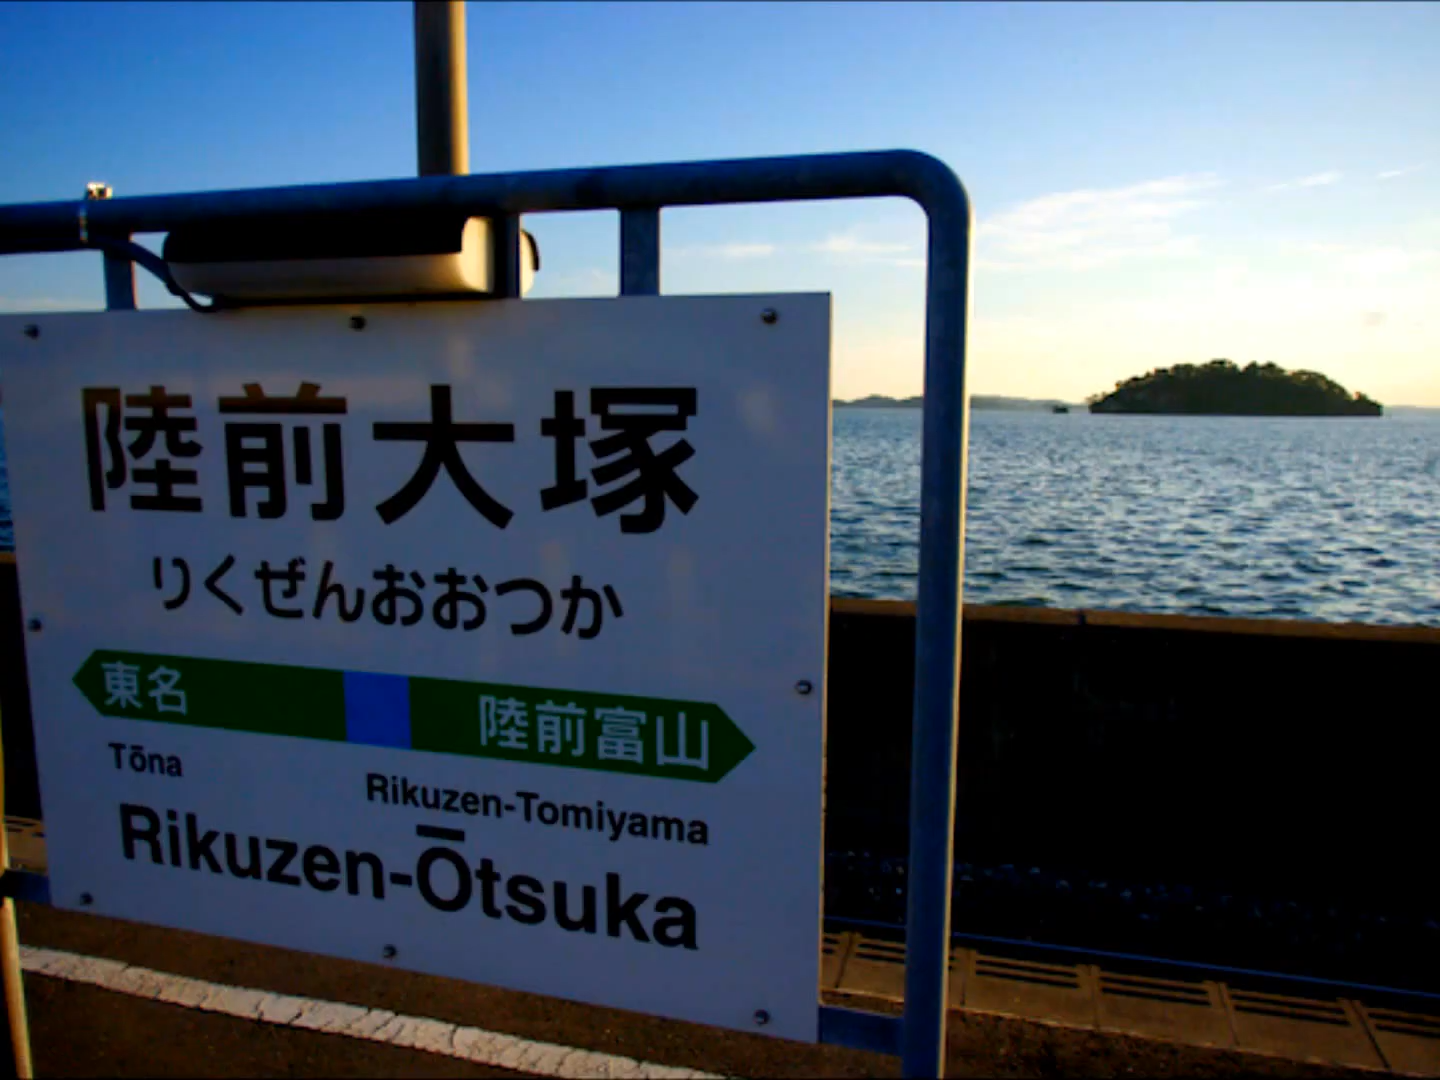 陸前大塚
りくぜんおおつか
東名 陸前富山
Tōna
Rikuzen-Tomiyama
Rikuzen-Ōtsuka